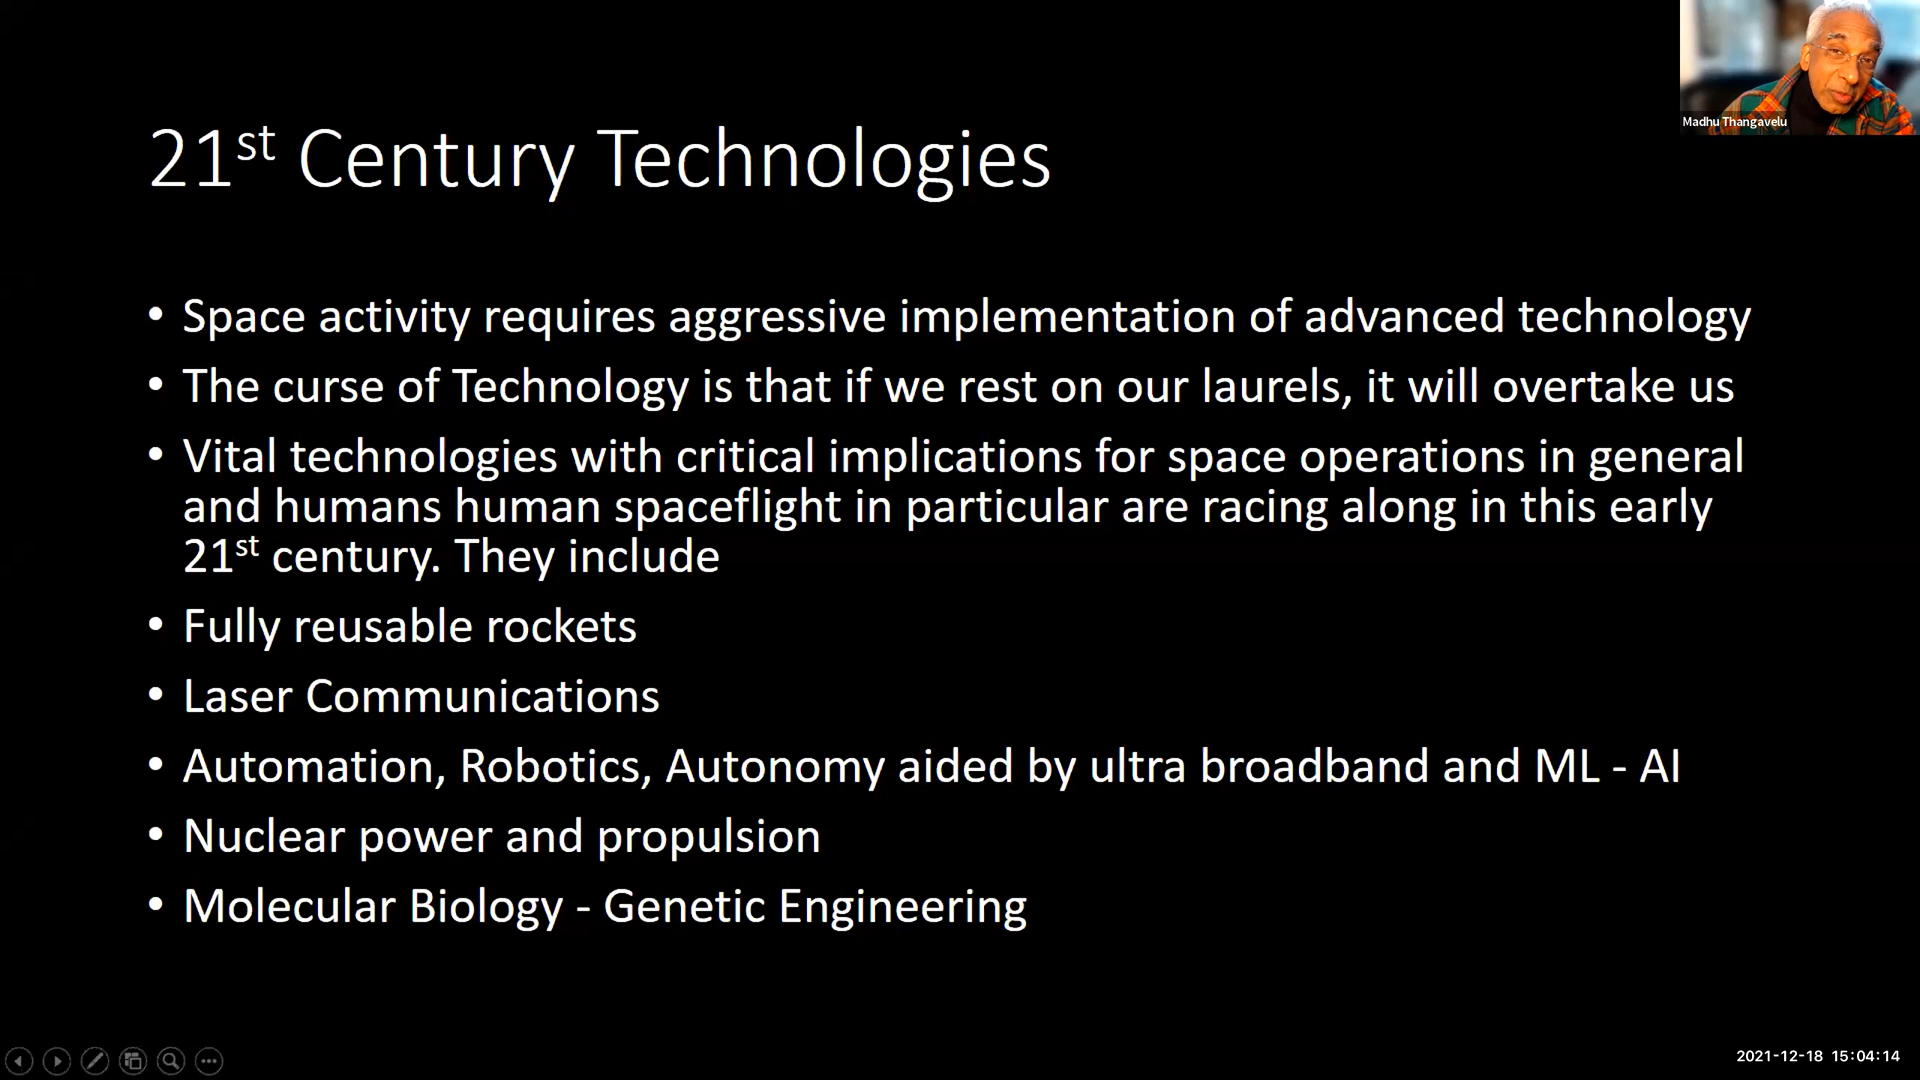 Madhu Thangavelu
21st Century Technologies
• Space activity requires aggressive implementation of advanced technology
• The curse of Technology is that if we rest on our laurels, it will overtake us
• Vital technologies with critical implications for space operations in general
and humans human spaceflight in particular are racing along in this early
21st century. They include
• Fully reusable rockets
• Laser Communications
• Automation, Robotics, Autonomy aided by ultra broadband and ML - AI
• Nuclear power and propulsion
• Molecular Biology - Genetic Engineering
2021-12-18 15:04:14